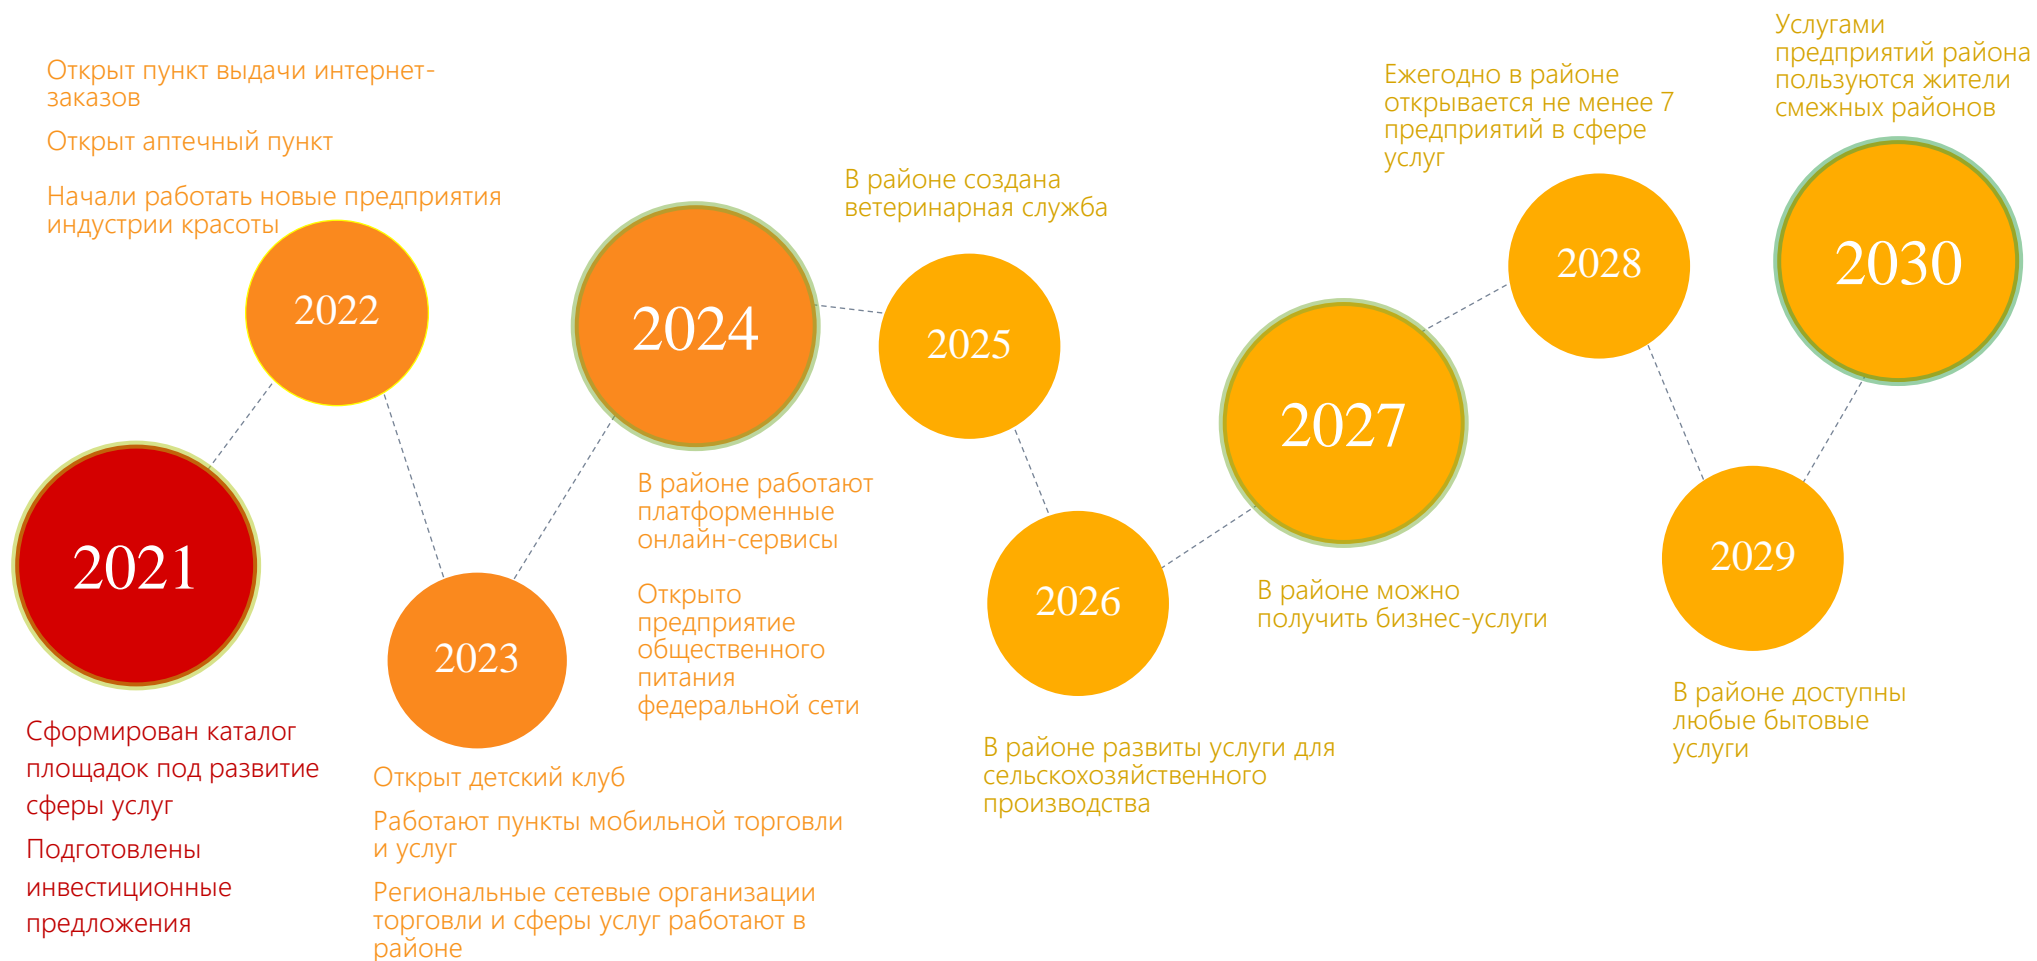 Открыт пункт выдачи интернет-
заказов
Открыт аптечный пункт
Начали работать новые предприятия
индустрии красоты
2022
2021
Сформирован каталог
площадок под развитие
сферы услуг
Подготовлены
инвестиционные
предложения
2023
Открыт детский клуб
Работают пункты мобильной торговли
и услуг
Региональные сетевые организации
торговли и сферы услуг работают в
районе
2024
В районе работают
платформенные
онлайн-сервисы
Открыто
предприятие
общественного
питания
федеральной сети
В районе создана
ветеринарная служба
2025
2026
В районе развиты услуги для
сельскохозяйственного
производства
2027
В районе можно
получить бизнес-услуги
Ежегодно в районе
открывается не менее 7
предприятий в сфере
услуг
2028
2029
В районе доступны
любые бытовые
услуги
Услугами
предприятий района
пользуются жители
смежных районов
2030